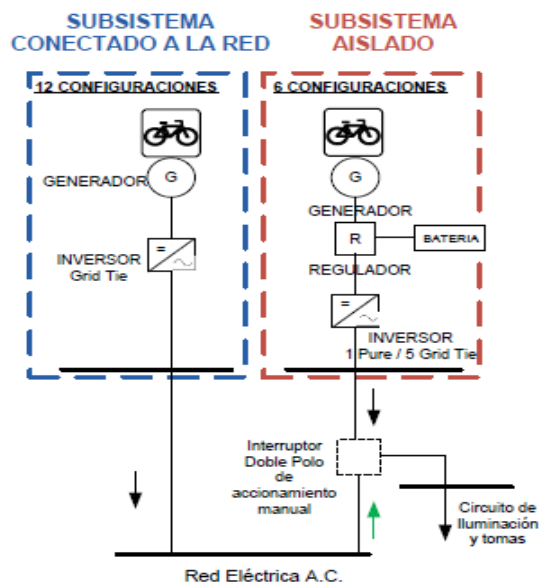 SUBSISTEMA
CONECTADO A LA RED
SUBSISTEMA
AISLADO
12 CONFIGURACIONES
GENERADOR
G
INVERSOR
Grid Tie
=
6 CONFIGURACIONES
G
GENERADOR
R
BATERIA
REGULADOR
=
INVERSOR
1 Pure / 5 Grid Tie
Interruptor
Doble Polo
de
accionamiento
manual
Circuito de
Iluminación
y tomas
Red Eléctrica A.C.